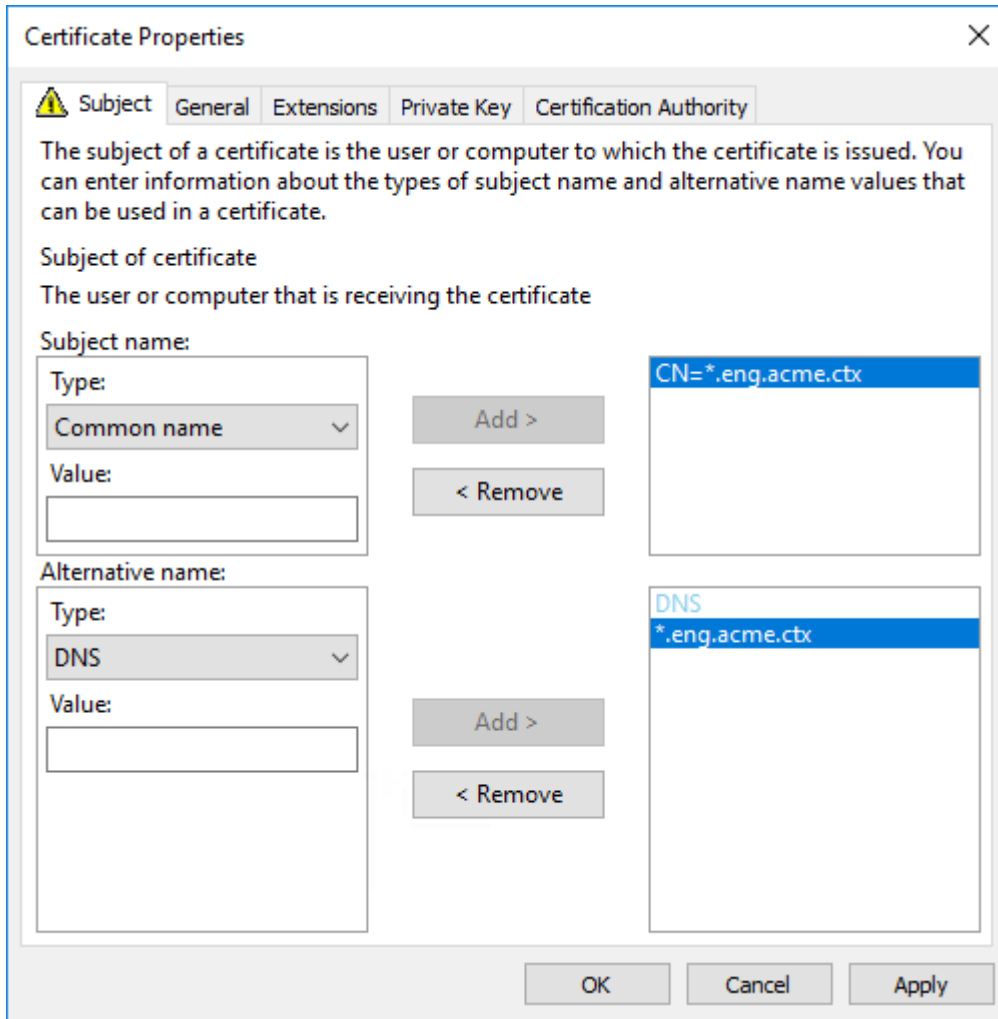 Certificate Properties
Subject General Extensions Private Key Certification Authority
The subject of a certificate is the user or computer to which the certificate is issued. You
can enter information about the types of subject name and alternative name values that
can be used in a certificate.
Subject of certificate
The user or computer that is receiving the certificate
Subject name:
Type:
Common name
Value:
Add >
< Remove
CN=*.eng.acme.ctx
Alternative name:
Type:
DNS
Value:
Add >
< Remove
DNS
*.eng.acme.ctx
OK Cancel Apply